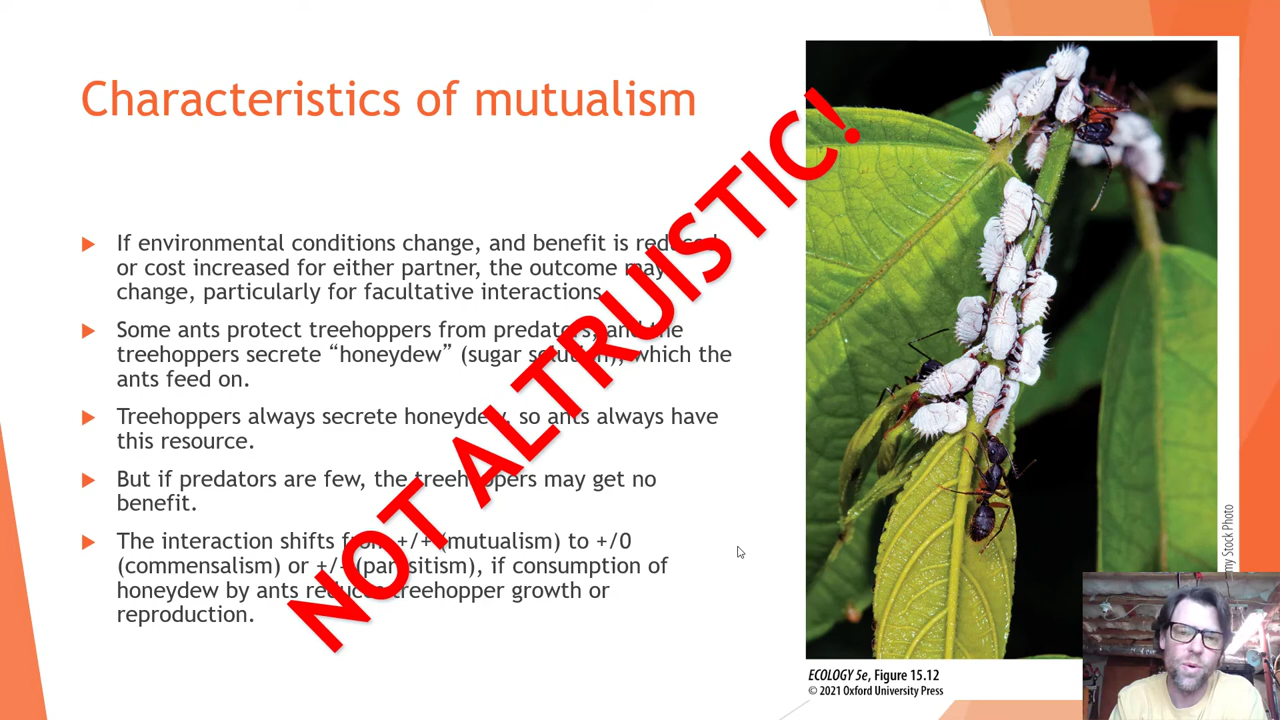 Characteristics of mutualism
If environmental conditions change, and benefit is reduced
or cost increased for either partner, the outcome may
change, particularly for facultative interactions.
Some ants protect treehoppers from predators, and the
treehoppers secrete “honeydew” (sugar solution), which the
ants feed on.
Treehoppers always secrete honeydew, so ants always have
this resource.
But if predators are few, the treehoppers may get no
benefit.
The interaction shifts from +/+ (mutualism) to +/0
(commensalism) or +/- (parasitism), if consumption of
honeydew by ants reduces treehopper growth or
reproduction.
NOT ALTRUISTIC!
ECOLOGY 5e, Figure 15.12
© 2021 Oxford University Press
Stock Photo